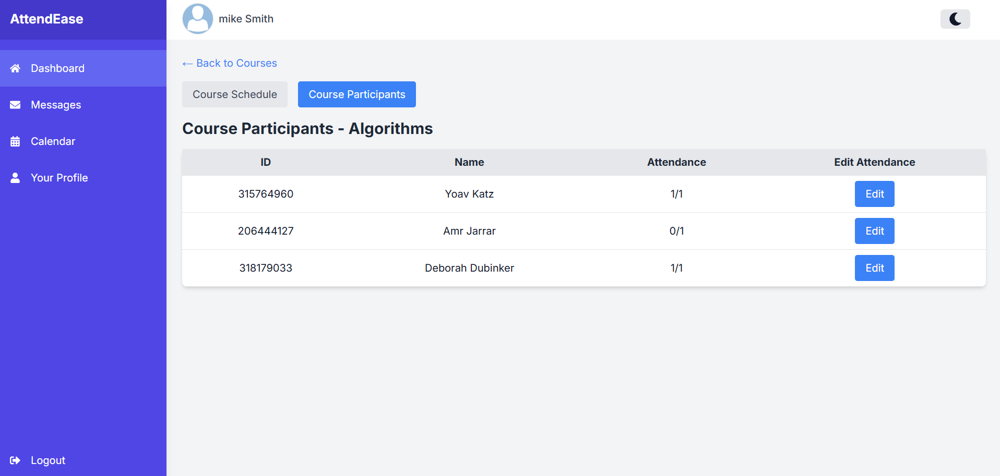 AttendEase
mike Smith
Dashboard
Messages
Calendar
Your Profile
Logout
← Back to Courses
Course Schedule Course Participants
Course Participants - Algorithms
ID Name Attendance Edit Attendance
315764960 Yoav Katz 1/1 Edit
206444127 Amr Jarrar 0/1 Edit
318179033 Deborah Dubinker 1/1 Edit